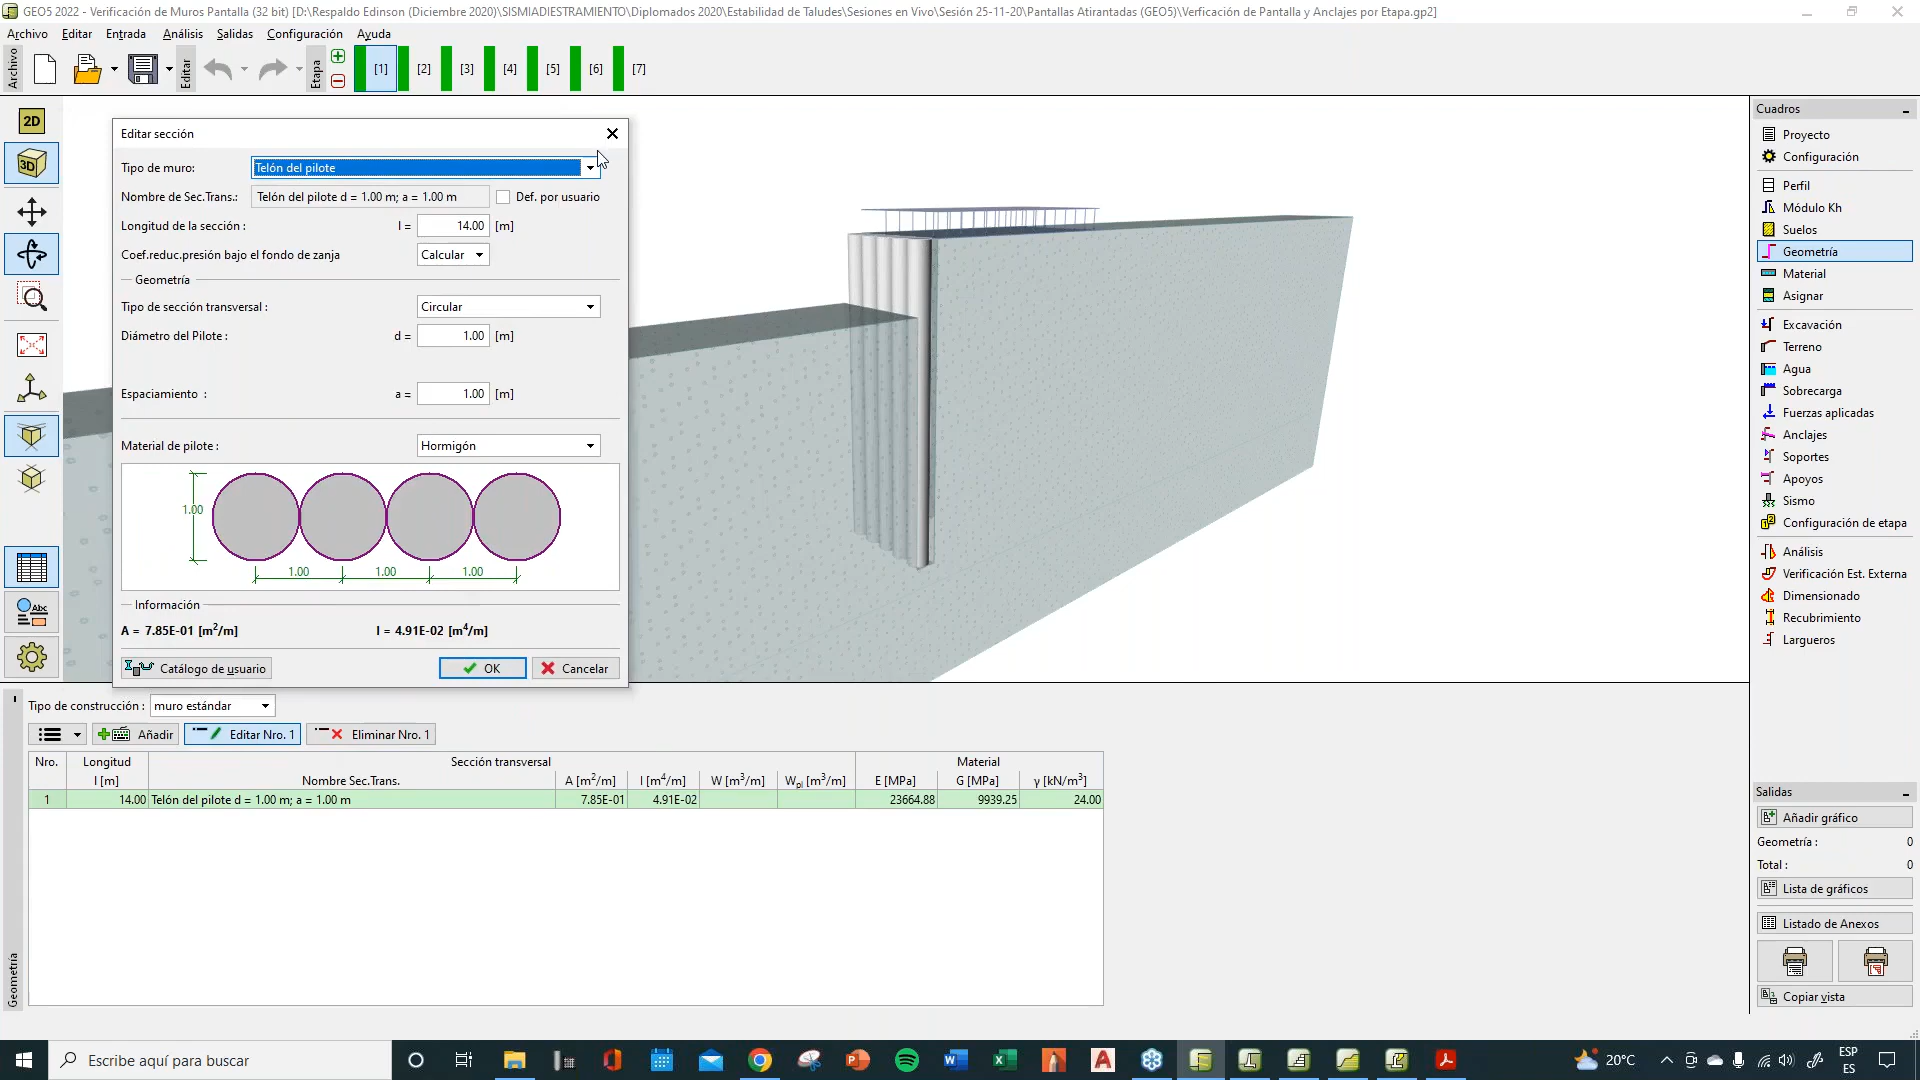 GEO5 2022 - Verificación de Muros Pantalla (32 bit) [D:\Respaldo Edinson (Diciembre 2020)\SISMIADIESTRAMIENTO\Diplomados 2020\Estabilidad de Taludes\Sesiones en Vivo\Sesión 25-11-20\Pantallas Atirantadas (GEO5)\Verficación de Pantalla y Anclajes por Etapa.gp2]
Archivo Editar Entrada Análisis Salidas Configuración Ayuda
Archivo
Editar
Etapa
[1] [2] [3] [4] [5] [6] [7]
2D
3D
Abc
Editar sección
Tipo de muro: Telón del pilote
Nombre de Sec.Trans.: Telón del pilote d = 1.00 m; a = 1.00 m Def. por usuario
Longitud de la sección : l = 14.00 [m]
Coef.reduc.presión bajo el fondo de zanja Calcular
Geometría
Tipo de sección transversal : Circular
Diámetro del Pilote : d = 1.00 [m]
Espaciamiento : a = 1.00 [m]
Material de pilote : Hormigón
1.00
1.00 1.00 1.00
Información
A = 7.85E-01 [m²/m] I = 4.91E-02 [m⁴/m]
Catálogo de usuario OK Cancelar
Cuadros
Proyecto
Configuración
Perfil
Módulo Kh
Suelos
Geometría
Material
Asignar
Excavación
Terreno
Agua
Sobrecarga
Fuerzas aplicadas
Anclajes
Soportes
Apoyos
Sismo
Configuración de etapa
Análisis
Verificación Est. Externa
Dimensionado
Recubrimiento
Largueros
Salidas
Añadir gráfico
Geometría : 0
Total : 0
Lista de gráficos
Listado de Anexos
Copiar vista
Geometría
Tipo de construcción : muro estándar
Añadir Editar Nro. 1 Eliminar Nro. 1
Nro. Longitud Sección transversal Material
l [m] Nombre Sec.Trans. A [m²/m] I [m⁴/m] W [m³/m] Wpl [m³/m] E [MPa] G [MPa] γ [kN/m³]
1 14.00 Telón del pilote d = 1.00 m; a = 1.00 m 7.85E-01 4.91E-02 23664.88 9939.25 24.00
Escribe aquí para buscar
20°C
ESP
ES